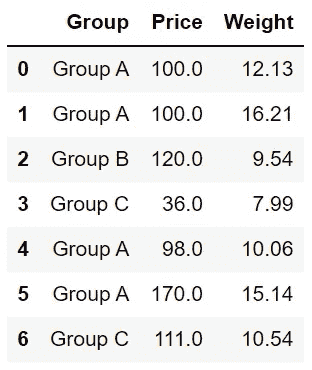 Group Price Weight
0 Group A 100.0 12.13
1 Group A 100.0 16.21
2 Group B 120.0 9.54
3 Group C 36.0 7.99
4 Group A 98.0 10.06
5 Group A 170.0 15.14
6 Group C 111.0 10.54